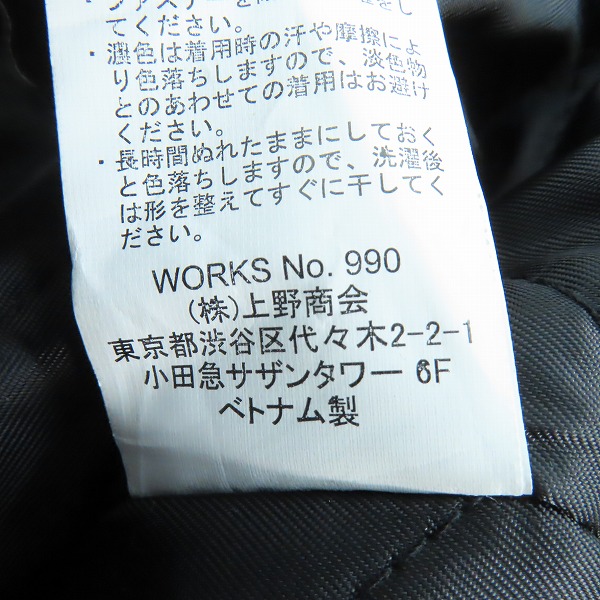 てください。
・濃色は着用時の汗や摩擦によ
り色落ちしますので、淡色物
とのあわせての着用はお避け
ください。
・長時間ぬれたままにしておく
と色落ちしますので、洗濯後
は形を整えてすぐに干してく
ださい。
WORKS No. 990
(株)上野商会
東京都渋谷区代々木2-2-1
小田急サザンタワー 6F
ベトナム製